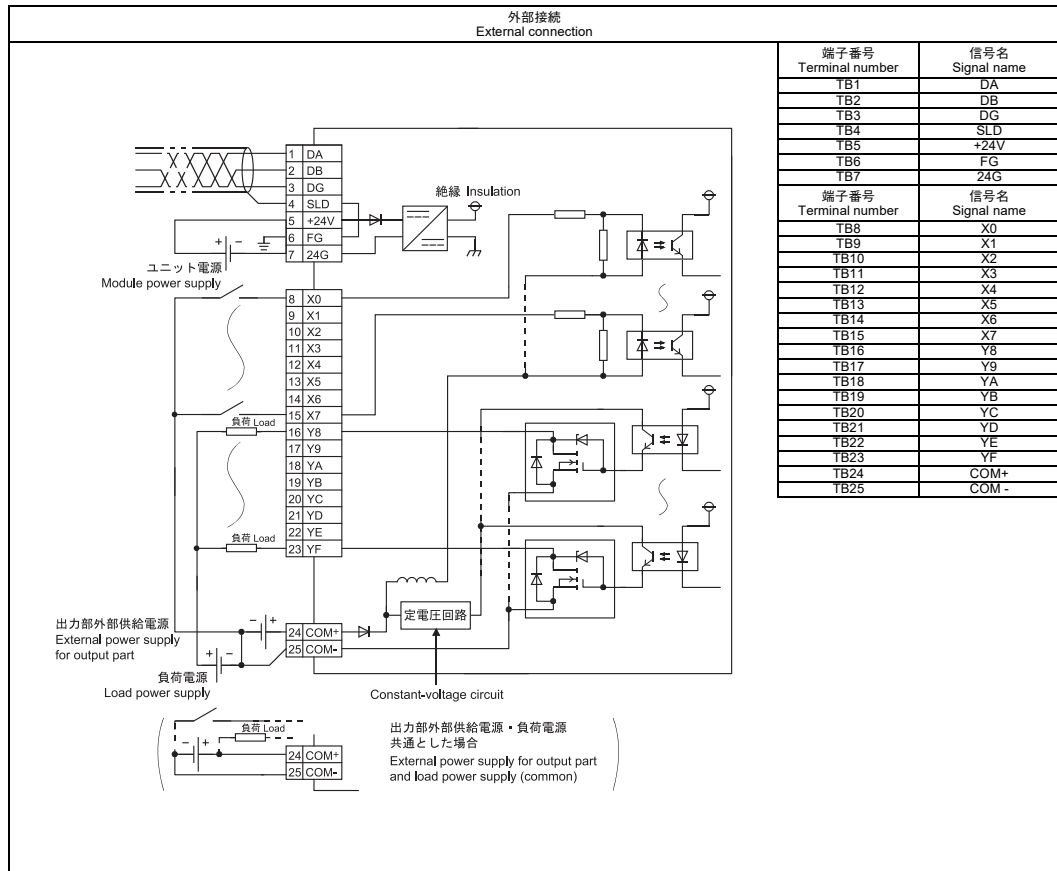 外部接続
External connection
端子番号 信号名
Terminal number Signal name
TB1 DA
TB2 DB
TB3 DG
TB4 SLD
TB5 +24V
TB6 FG
TB7 24G
端子番号 信号名
Terminal number Signal name
TB8 X0
TB9 X1
TB10 X2
TB11 X3
TB12 X4
TB13 X5
TB14 X6
TB15 X7
TB16 Y8
TB17 Y9
TB18 YA
TB19 YB
TB20 YC
TB21 YD
TB22 YE
TB23 YF
TB24 COM+
TB25 COM -
1 DA
2 DB
3 DG
4 SLD
5 +24V
6 FG
7 24G
絶縁 Insulation
+ -
ユニット電源
Module power supply
8 X0
9 X1
10 X2
11 X3
12 X4
13 X5
14 X6
15 X7
負荷 Load
16 Y8
17 Y9
18 YA
19 YB
20 YC
21 YD
22 YE
負荷 Load
23 YF
定電圧回路
出力部外部供給電源
External power supply
for output part
- +
24 COM+
25 COM-
+ -
負荷電源
Load power supply
Constant-voltage circuit
負荷 Load
- +
24 COM+
25 COM-
出力部外部供給電源・負荷電源
共通とした場合
External power supply for output part
and load power supply (common)